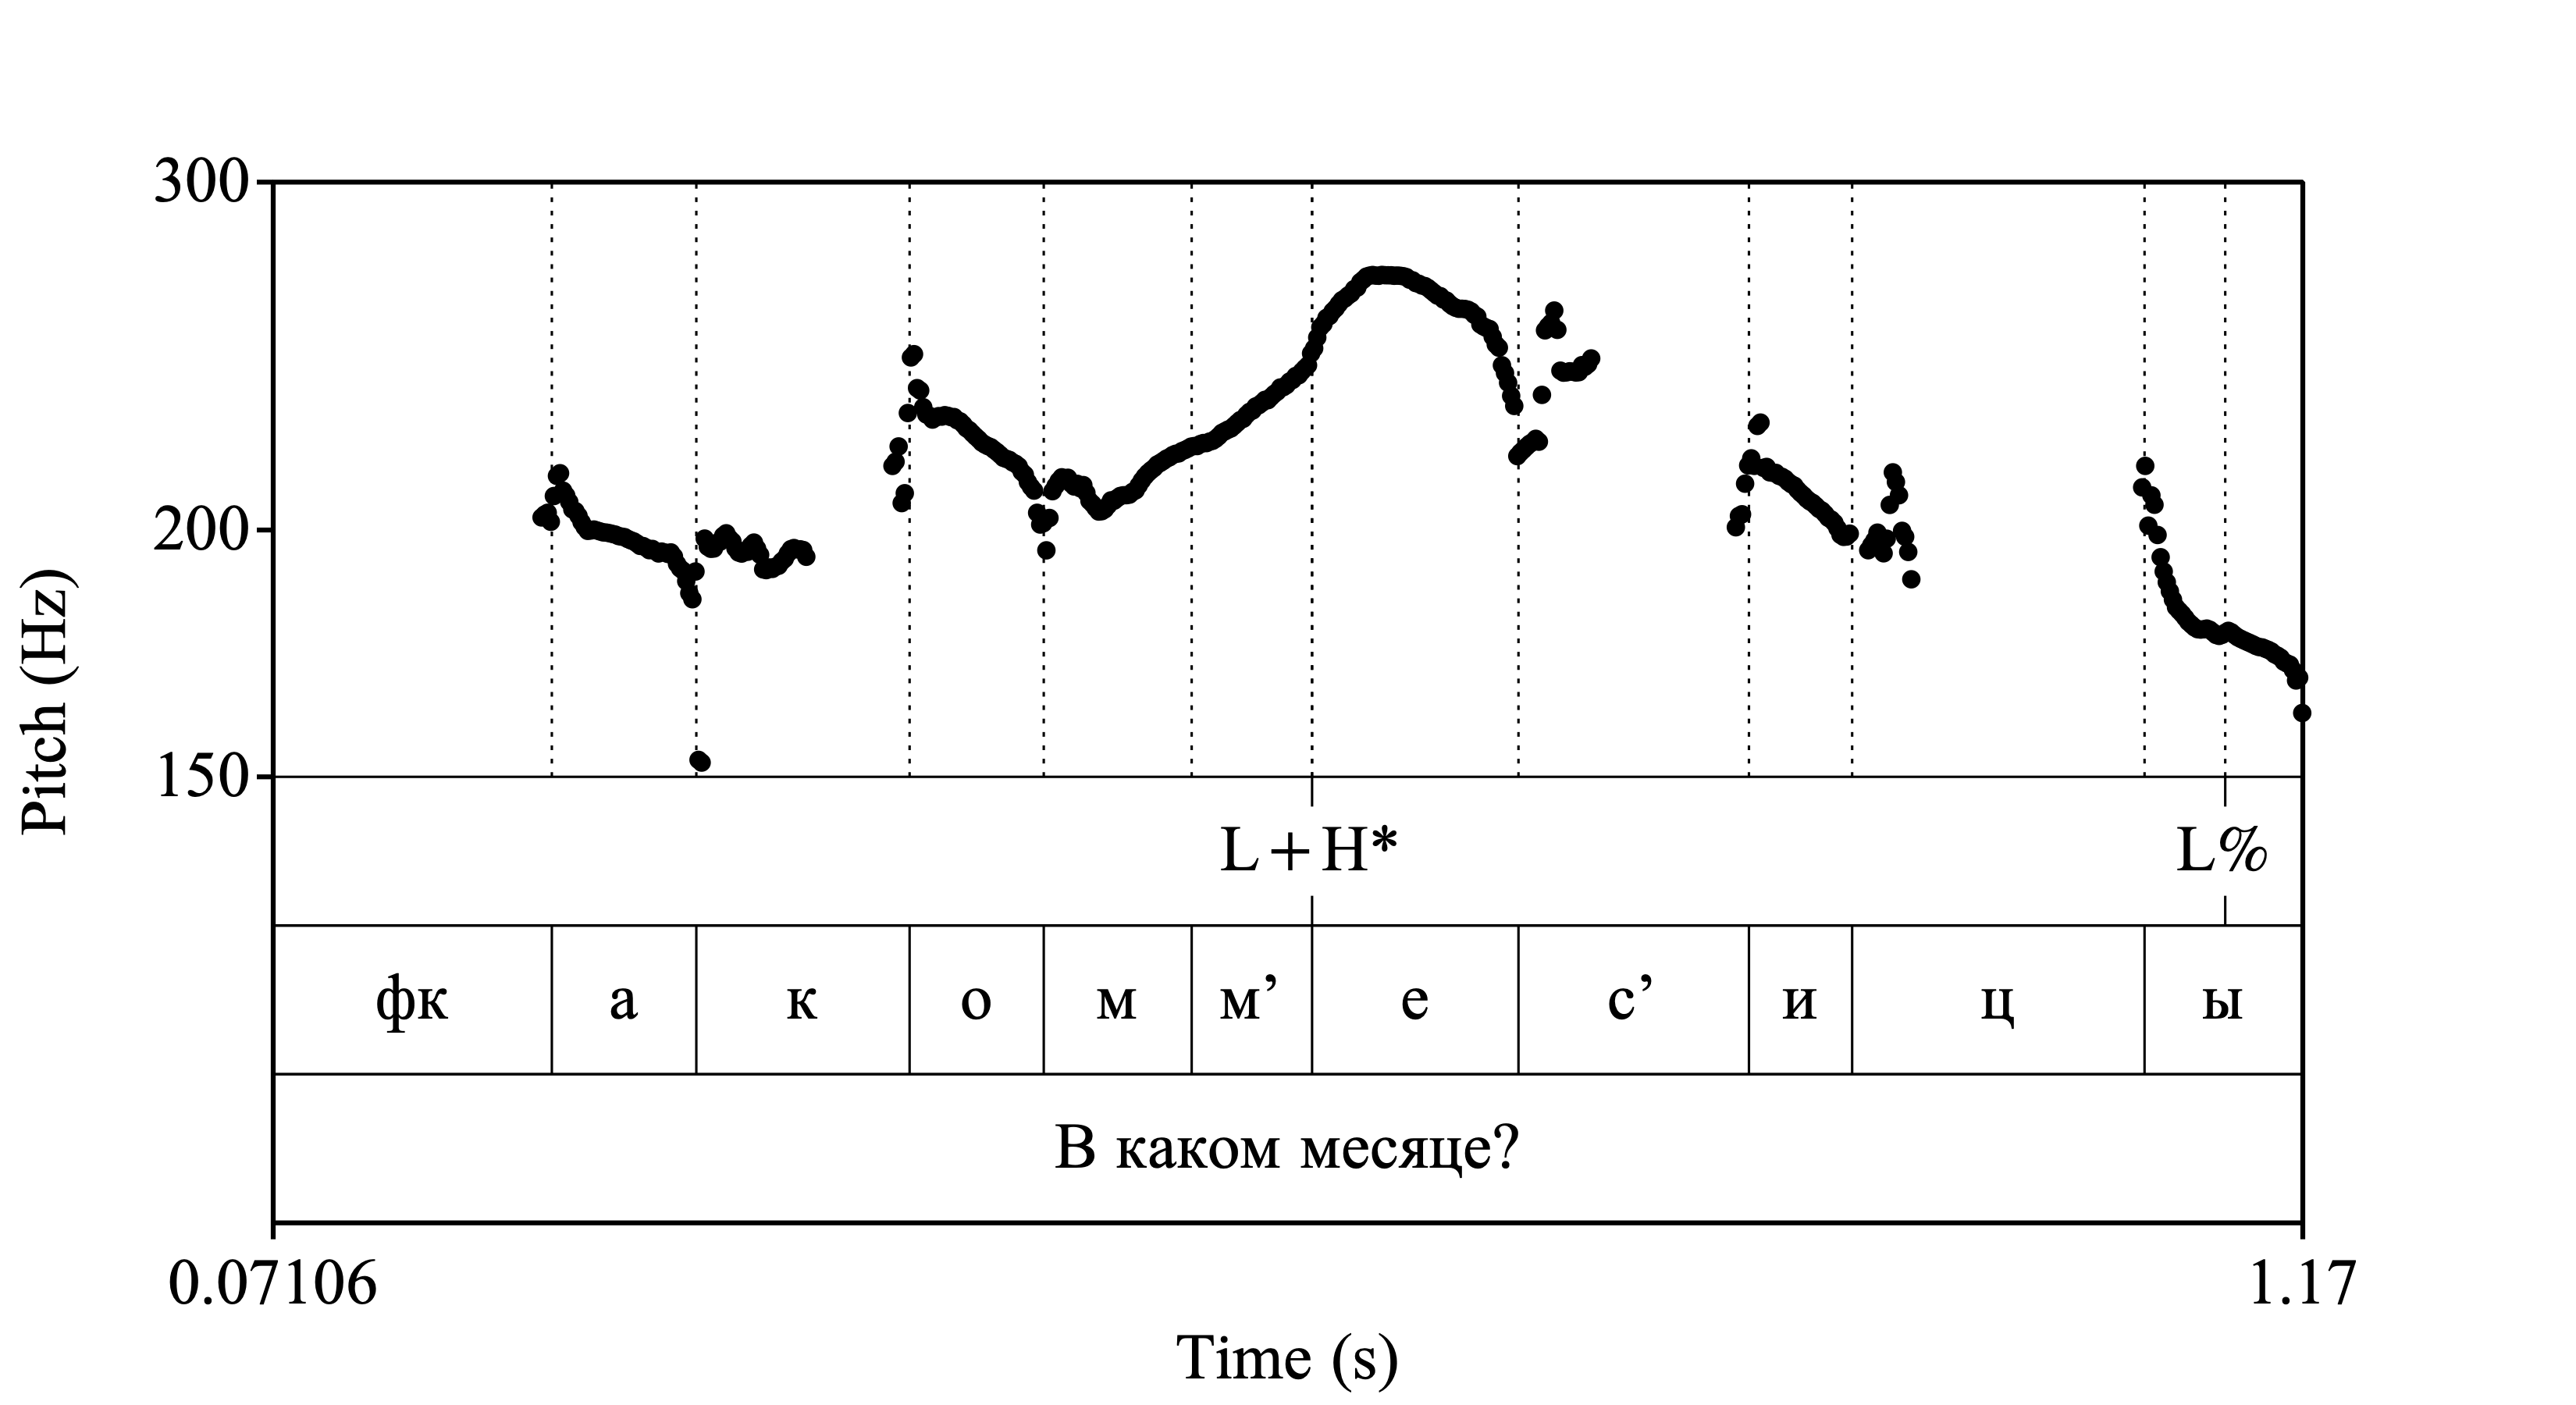 300
200
150
Pitch (Hz)
L+H* L%
фк а к о м м’ е с’ и ц ы
В каком месяце?
0.07106 1.17
Time (s)